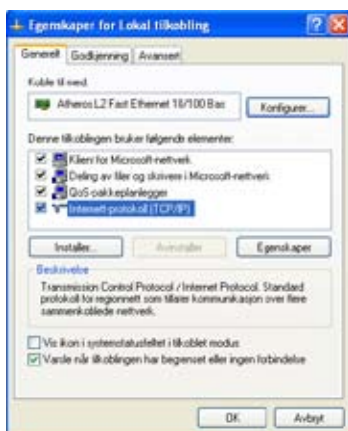 Egenskaper for Lokal tilkobling
Generelt Godkjenning Avansert
Koble til med:
Atheros L2 Fast Ethernet 10/100 Bas
Konfigurer...
Denne tilkoblingen bruker følgende elementer:
Klient for Microsoft-nettverk
Deling av filer og skrivere i Microsoft-nettverk
QoS-pakkeplanlegger
Internett-protokoll (TCP/IP)
Installer... Avinstaller Egenskaper
Beskrivelse
Transmission Control Protocol / Internet Protocol. Standard
protokoll for regionnett som tillater kommunikasjon over flere
sammenkoblede nettverk.
Vis ikon i systemstatusfeltet i tilkoblet modus
Varsle når tilkoblingen har begrenset eller ingen forbindelse
OK Avbryt